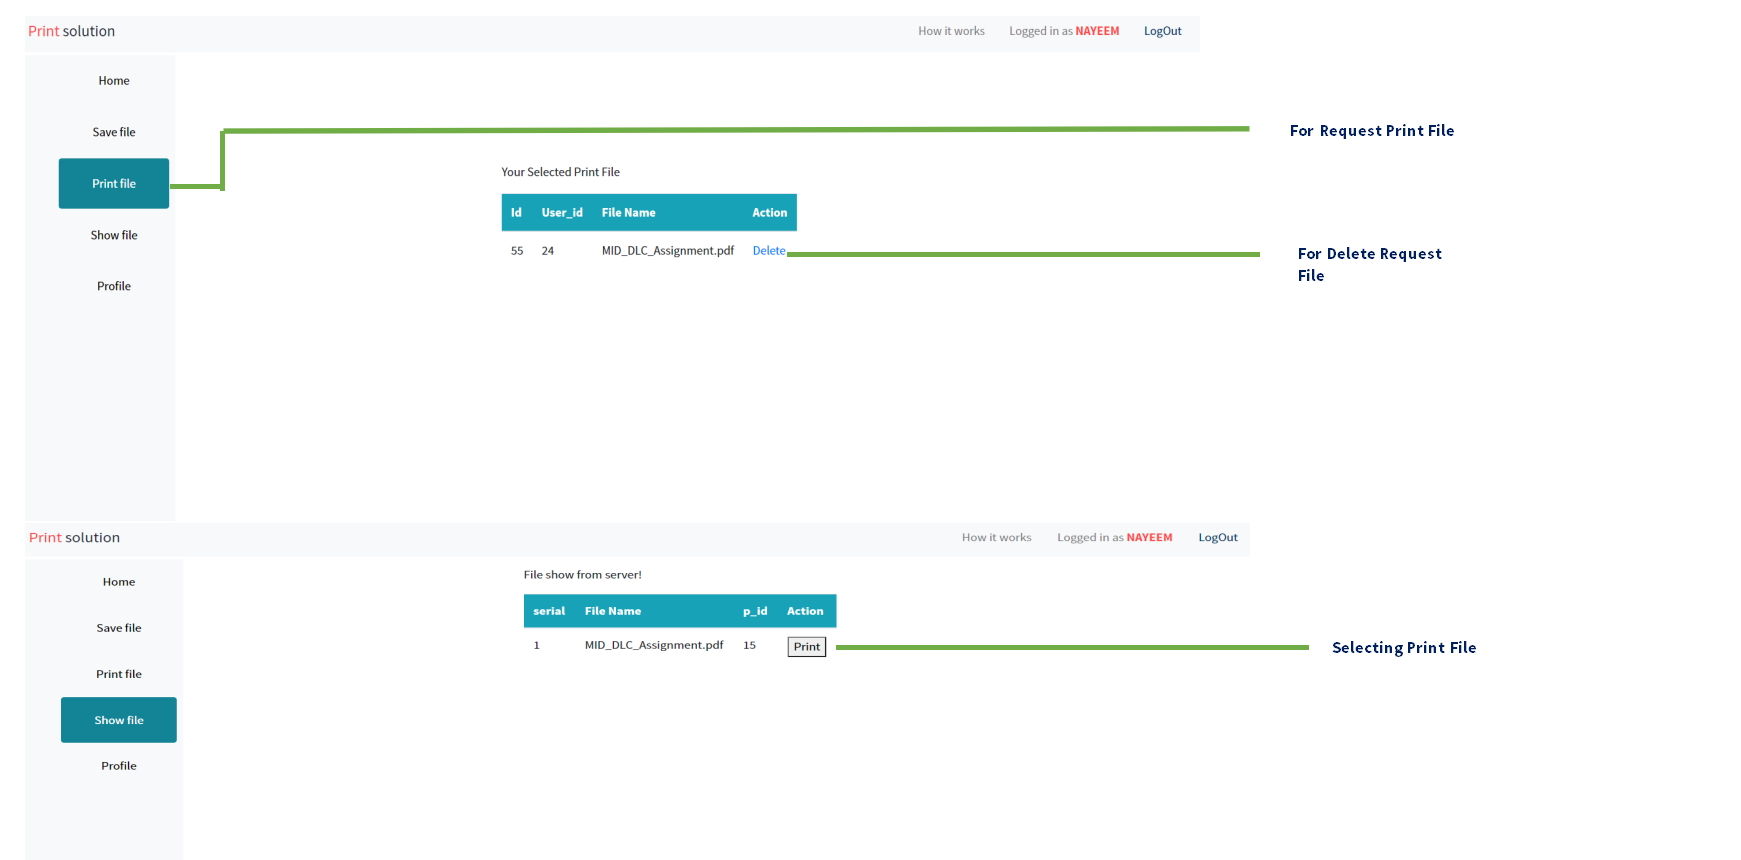 Print solution How it works Logged in as NAYEEM LogOut
Home
Save file
For Request Print File
Your Selected Print File
Print file
Id User_id File Name Action
Show file
55 24 MID_DLC_Assignment.pdf Delete
For Delete Request
File
Profile
Print solution How it works Logged in as NAYEEM LogOut
File show from server!
Home
serial File Name p_id Action
Save file
1 MID_DLC_Assignment.pdf 15 Print
Selecting Print File
Print file
Show file
Profile